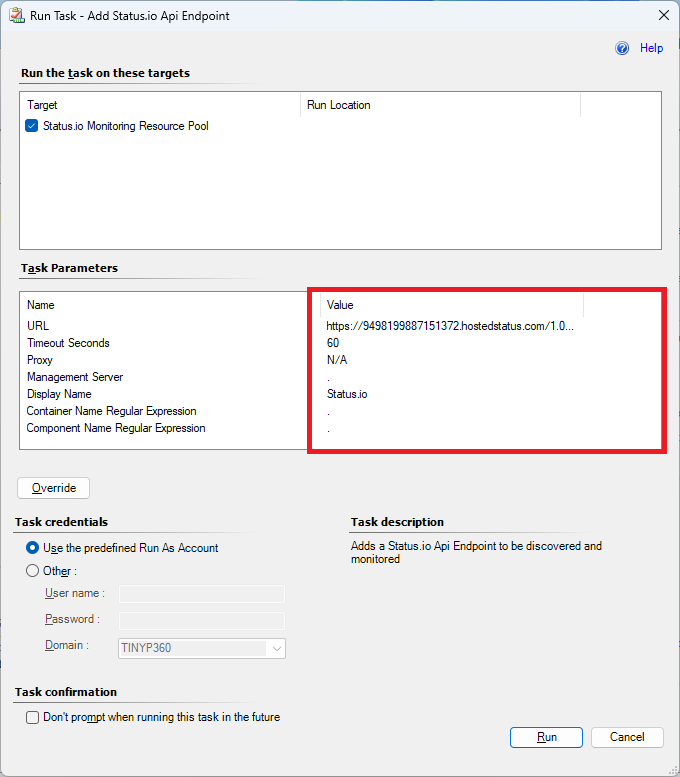 Run Task - Add Status.io Api Endpoint
Help
Run the task on these targets
Target Run Location
Status.io Monitoring Resource Pool
Task Parameters
Name Value
URL https://9498199887151372.hostedstatus.com/1.0...
Timeout Seconds 60
Proxy N/A
Management Server .
Display Name Status.io
Container Name Regular Expression .
Component Name Regular Expression .
Override
Task credentials
Use the predefined Run As Account
Other :
User name :
Password :
Domain : TINYP360
Task description
Adds a Status.io Api Endpoint to be discovered and
monitored
Task confirmation
Don't prompt when running this task in the future
Run Cancel